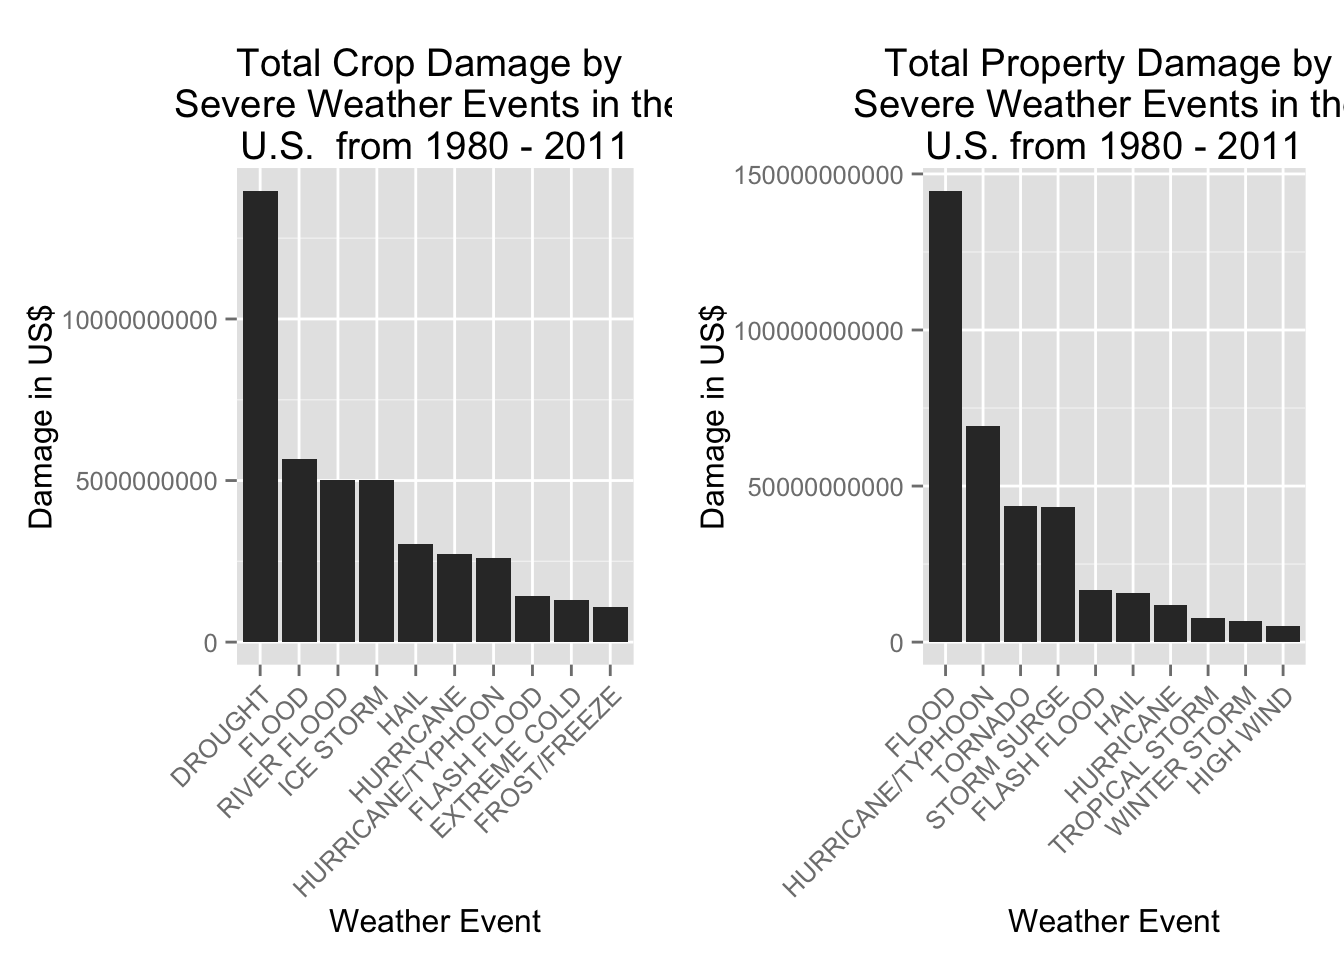 Total Crop Damage by
Severe Weather Events in the
U.S.  from 1980 - 2011
Damage in US$
10000000000
5000000000
0
DROUGHT
FLOOD
RIVER FLOOD
ICE STORM
HAIL
HURRICANE
HURRICANE/TYPHOON
FLASH FLOOD
EXTREME COLD
FROST/FREEZE
Weather Event
Total Property Damage by
Severe Weather Events in the
U.S. from 1980 - 2011
Damage in US$
150000000000
100000000000
50000000000
0
FLOOD
HURRICANE/TYPHOON
TORNADO
STORM SURGE
FLASH FLOOD
HAIL
HURRICANE
TROPICAL STORM
WINTER STORM
HIGH WIND
Weather Event